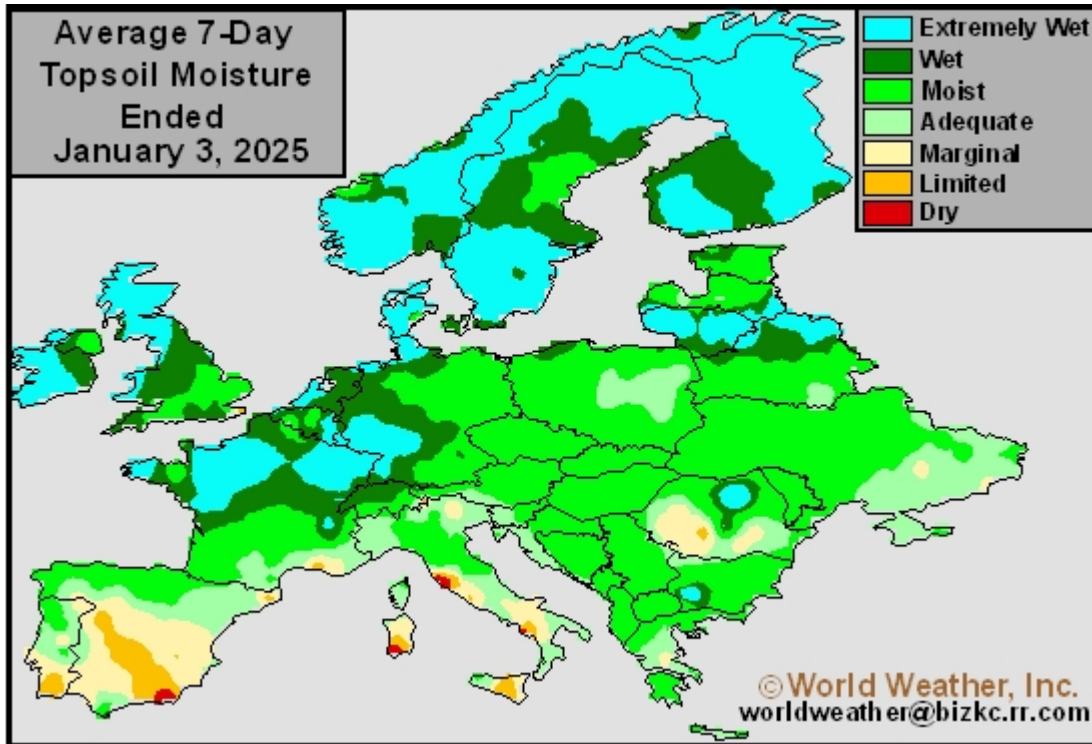 Average 7-Day
Topsoil Moisture
Ended
January 3, 2025
Extremely Wet
Wet
Moist
Adequate
Marginal
Limited
Dry
©World Weather, Inc.
worldweather@bizkc.rr.com